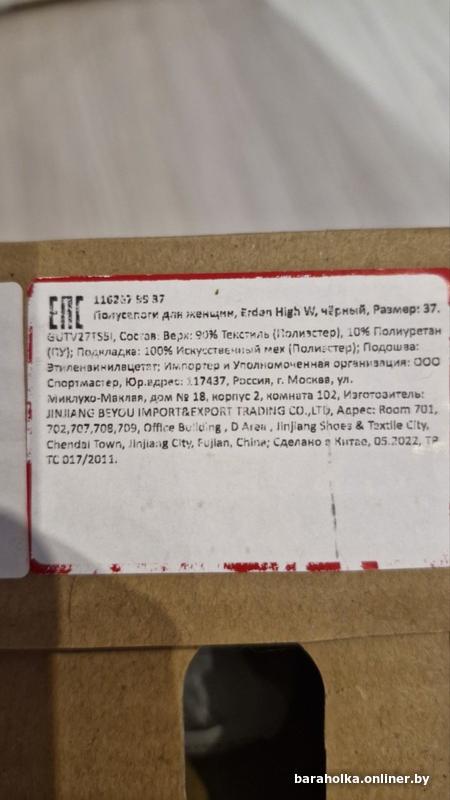 ЕАС 116237 99 37
Полусапоги для женщин, Erdan High W, чёрный, Размер: 37.
GUTV27TS5I, Состав: Верх: 90% Текстиль (Полиэстер), 10% Полиуретан
(ПУ); Подкладка: 100% Искусственный мех (Полиэстер); Подошва:
Этиленвинилацетат; Импортер и Уполномоченная организация: ООО
Спортмастер, Юр.адрес: 117437, Россия, г. Москва, ул.
Миклухо-Маклая, дом № 18, корпус 2, комната 102, Изготовитель:
JINJIANG BEYOU IMPORT&EXPORT TRADING CO.,LTD, Адрес: Room 701,
702,707,708,709, Office Building , D Area , Jinjiang Shoes & Textile City,
Chendai Town, Jinjiang City, Fujian, China; Сделано в Китае, 05.2022, ТР
ТС 017/2011.
baraholka.onliner.by